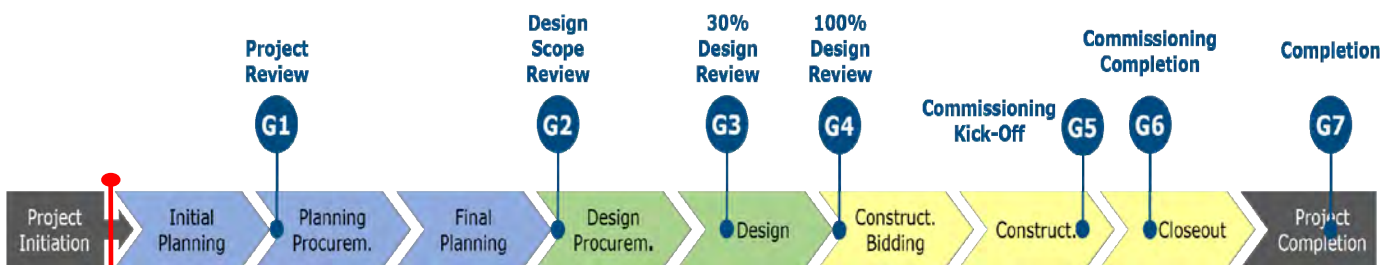 Project
Review
G1
Design
Scope
Review
G2
30%
Design
Review
G3
100%
Design
Review
G4
Commissioning
Kick-Off
G5
Commissioning
Completion
G6
Completion
G7
Project
Initiation
Initial
Planning
Planning
Procurem.
Final
Planning
Design
Procurem.
Design
Construct.
Bidding
Construct.
Closeout
Project
Completion